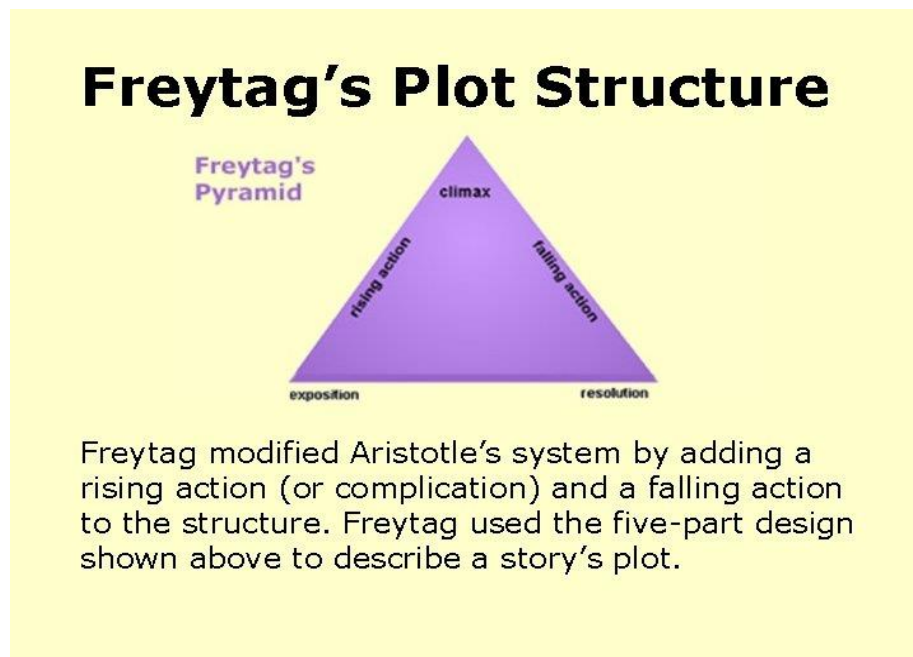 Freytag’s Plot Structure
Freytag's
Pyramid
climax
rising action
falling action
exposition
resolution
Freytag modified Aristotle’s system by adding a
rising action (or complication) and a falling action
to the structure. Freytag used the five-part design
shown above to describe a story’s plot.